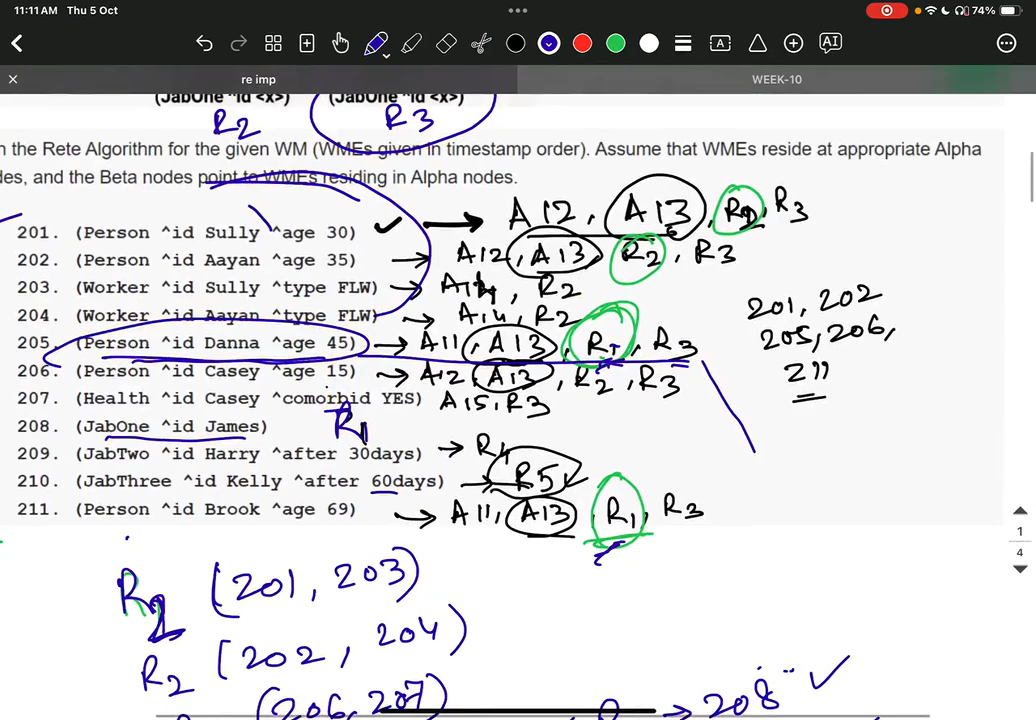 11:11 AM Thu 5 Oct
74%
re imp
WEEK-10
(JabOne ^id <x>) (JabOne ^id <x>)
R2 R3
n the Rete Algorithm for the given WM (WMEs given in timestamp order). Assume that WMEs reside at appropriate Alpha
des, and the Beta nodes point to WMEs residing in Alpha nodes.
201. (Person ^id Sully ^age 30) ✓ → A12, A13, R2, R3
202. (Person ^id Aayan ^age 35) → A12, A13 R2, R3
203. (Worker ^id Sully ^type FLW) → A14, R2
204. (Worker ^id Aayan ^type FLW) → A14, R2
205. (Person ^id Danna ^age 45) → A11, A13, R1, R3
206. (Person ^id Casey ^age 15) → A12, A13, R2, R3
207. (Health ^id Casey ^comorbid YES) A15, R3
208. (JabOne ^id James) R1
209. (JabTwo ^id Harry ^after 30days) → R4
210. (JabThree ^id Kelly ^after 60days) → R5
211. (Person ^id Brook ^age 69) → A11, A13, R1, R3
201, 202
205, 206,
211
1
4
R2 (201, 203)
R2 (202, 204)
(206, 207)
→ 208 ✓